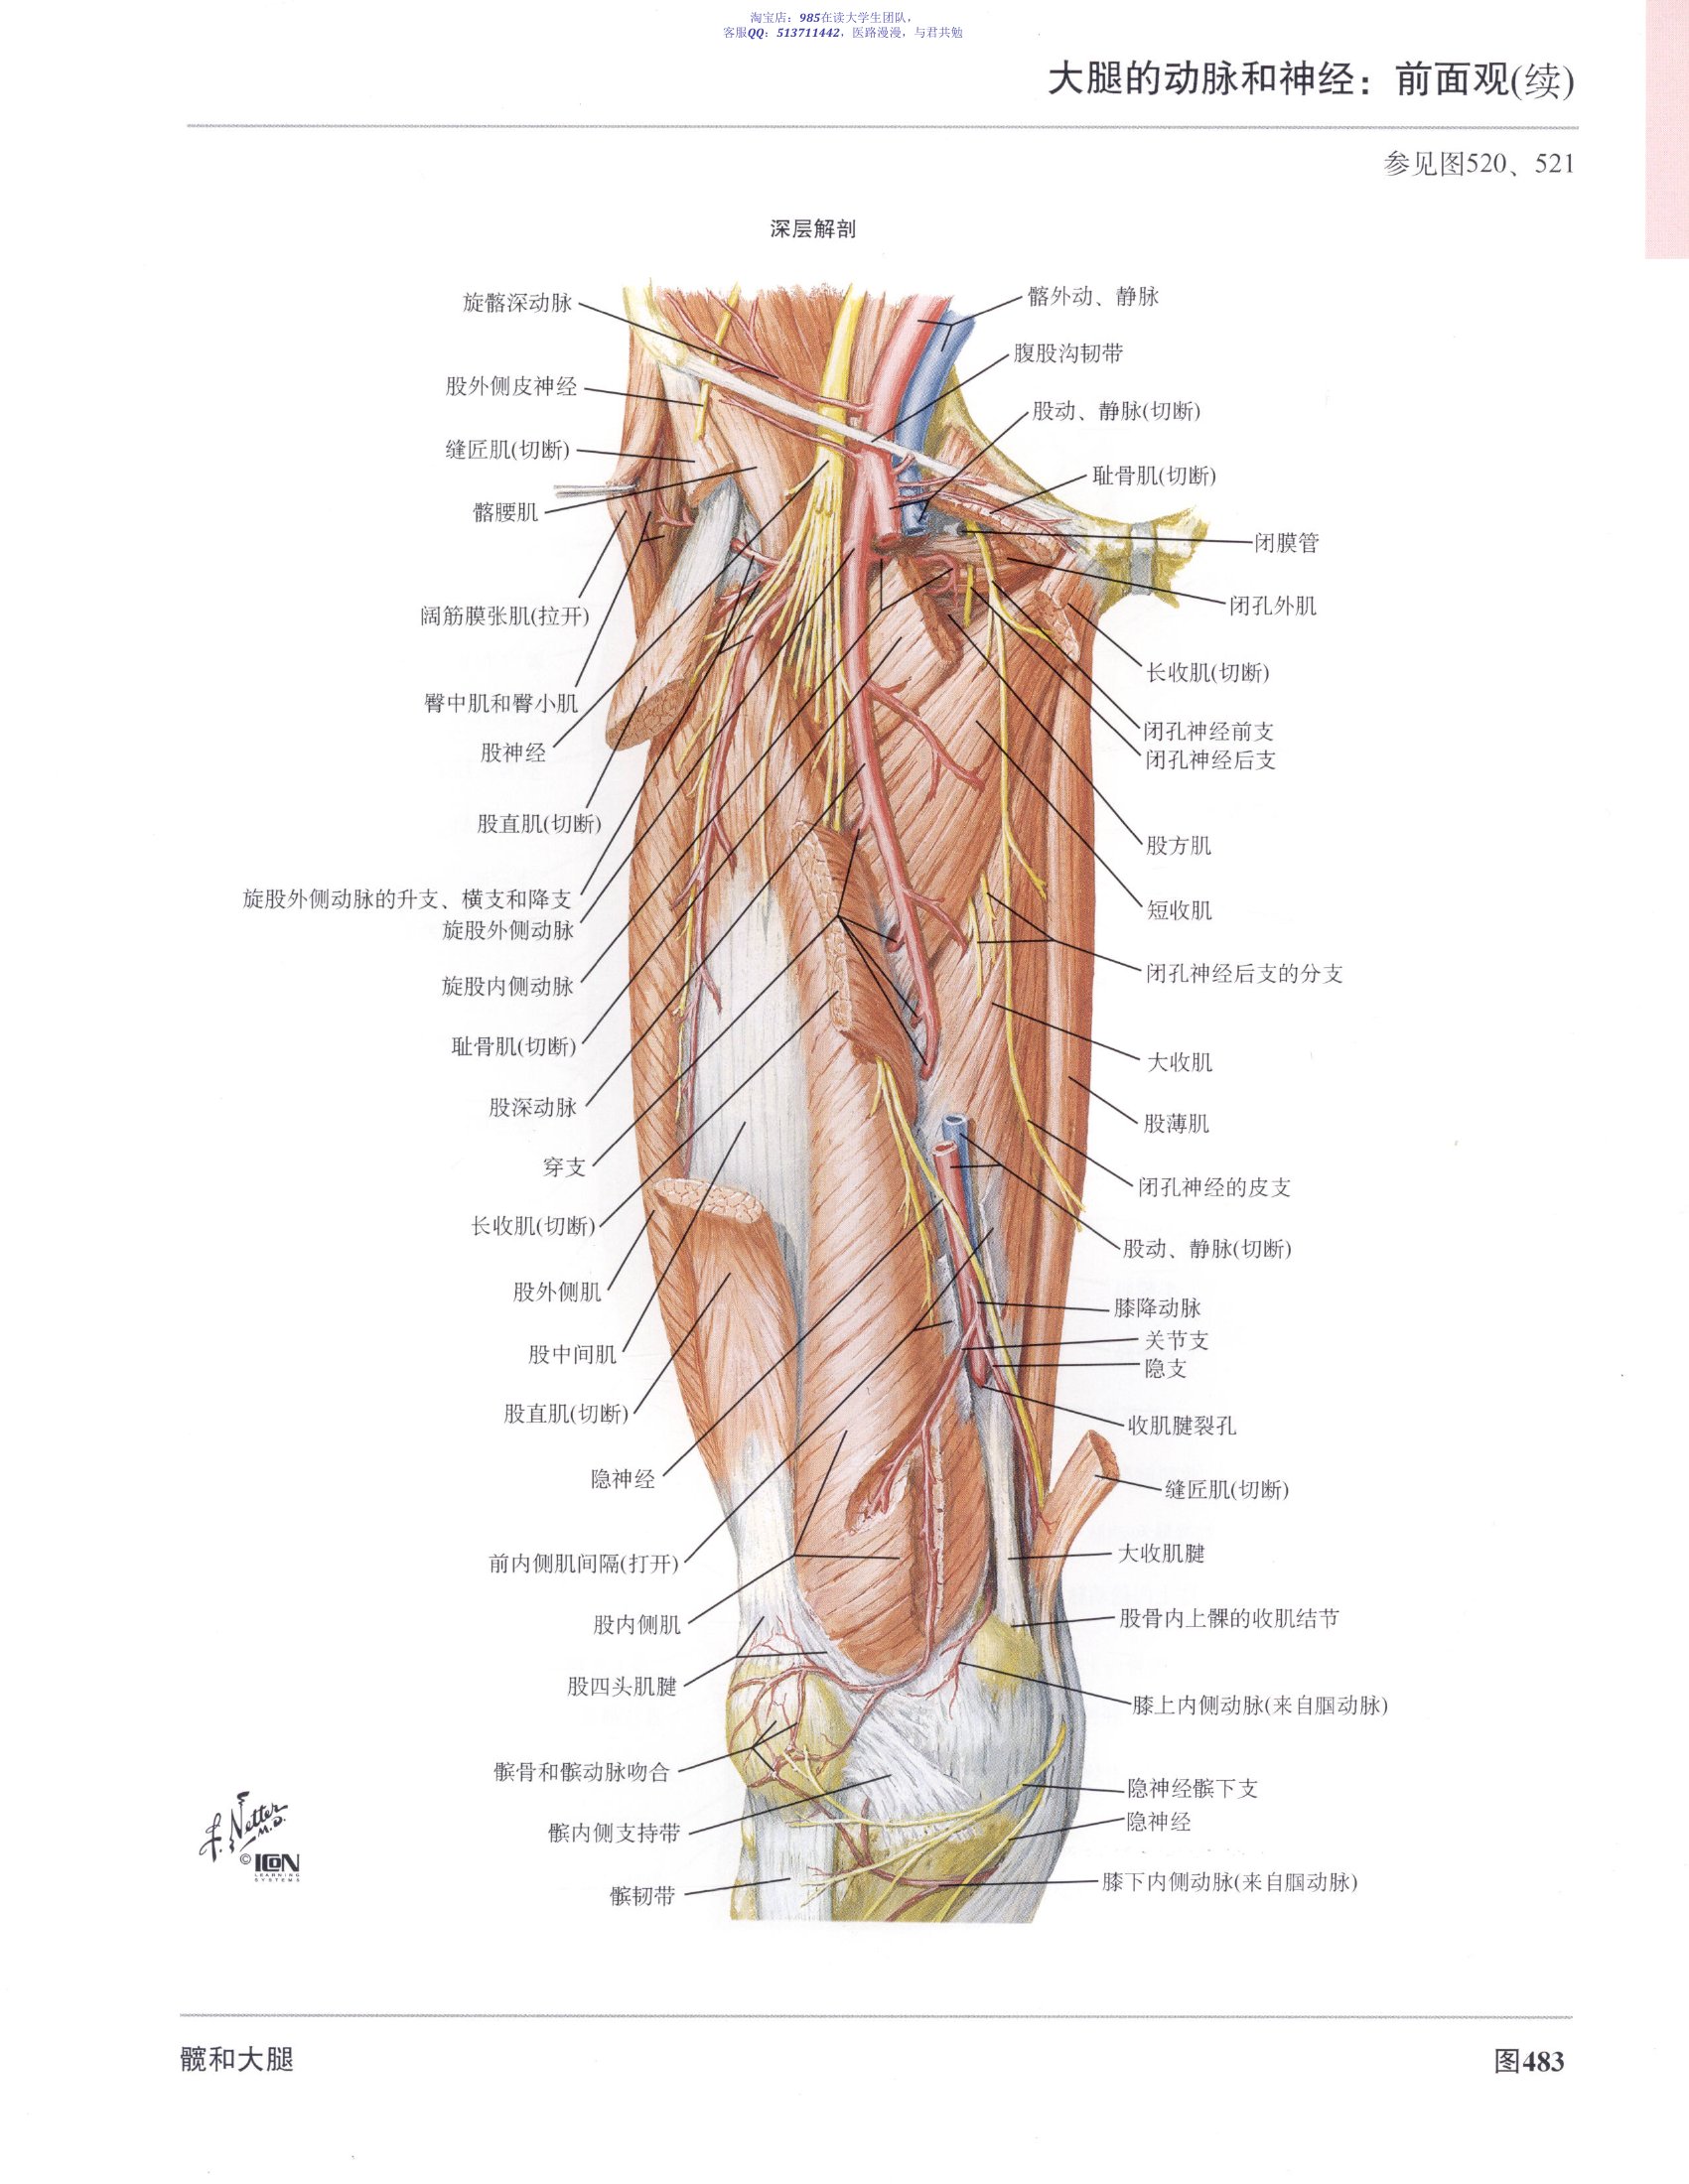 淘宝店：985在读大学生团队，
客服QQ：513711442，医路漫漫，与君共勉
大腿的动脉和神经：前面观(续)
参见图520、521
深层解剖
旋髂深动脉
股外侧皮神经
缝匠肌(切断)
髂腰肌
阔筋膜张肌(拉开)
臀中肌和臀小肌
股神经
股直肌(切断)
旋股外侧动脉的升支、横支和降支
旋股外侧动脉
旋股内侧动脉
耻骨肌(切断)
股深动脉
穿支
长收肌(切断)
股外侧肌
股中间肌
股直肌(切断)
隐神经
前内侧肌间隔(打开)
股内侧肌
股四头肌腱
髌骨和髌动脉吻合
髌内侧支持带
髌韧带
髂外动、静脉
腹股沟韧带
股动、静脉(切断)
耻骨肌(切断)
闭膜管
闭孔外肌
长收肌(切断)
闭孔神经前支
闭孔神经后支
股方肌
短收肌
闭孔神经后支的分支
大收肌
股薄肌
闭孔神经的皮支
股动、静脉(切断)
膝降动脉
关节支
隐支
收肌腱裂孔
缝匠肌(切断)
大收肌腱
股骨内上髁的收肌结节
膝上内侧动脉(来自腘动脉)
隐神经髌下支
隐神经
膝下内侧动脉(来自腘动脉)
F. Netter
M.D.
© ICON
LEARNING
SYSTEMS
髋和大腿
图483